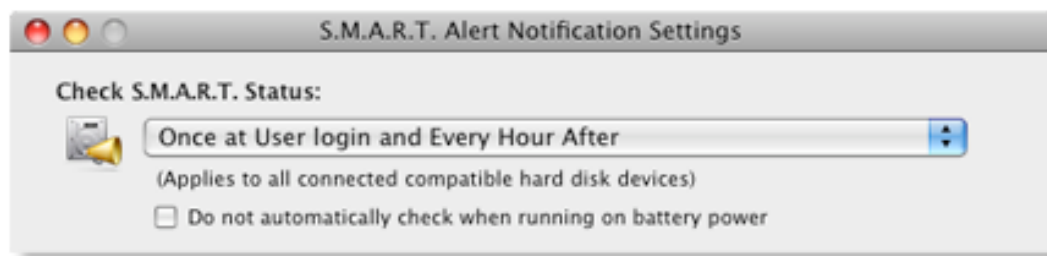 S.M.A.R.T. Alert Notification Settings
Check S.M.A.R.T. Status:
Once at User login and Every Hour After
(Applies to all connected compatible hard disk devices)
Do not automatically check when running on battery power